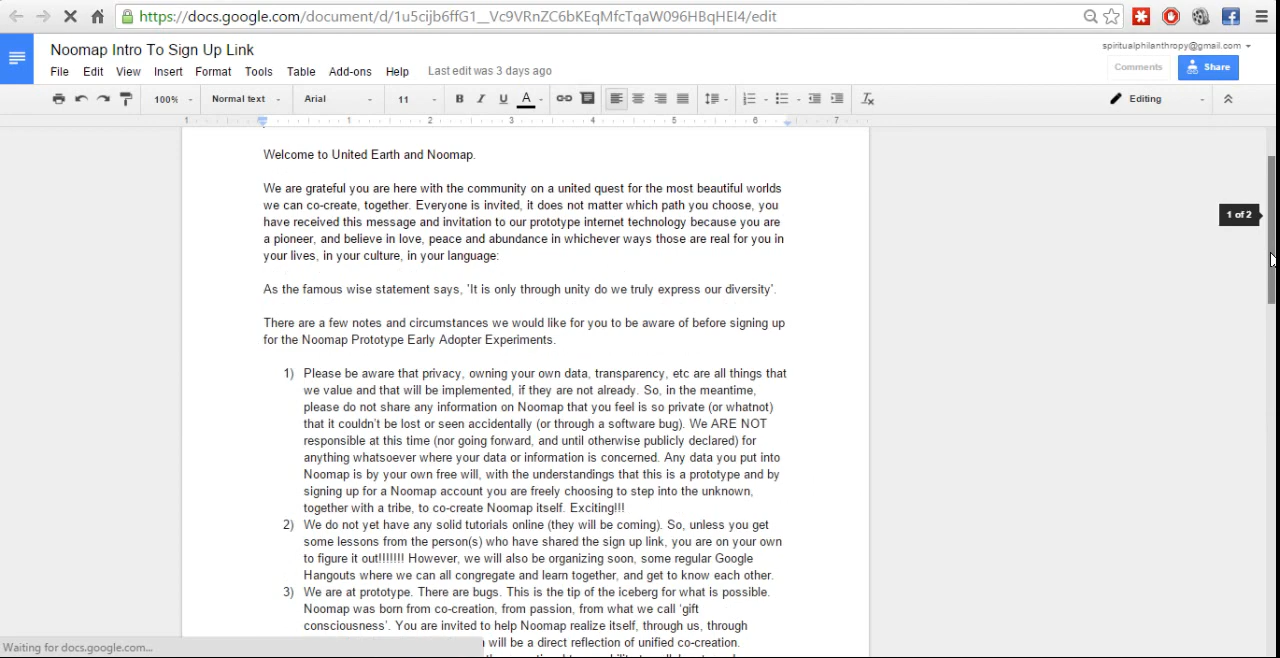 https://docs.google.com/document/d/1u5cijb6ffG1__Vc9VRnZC6bKEqMfcTqaW096HBqHEI4/edit
Noomap Intro To Sign Up Link
spiritualphilanthropy@gmail.com
File Edit View Insert Format Tools Table Add-ons Help Last edit was 3 days ago
Comments Share
100% Normal text Arial 11 B I U A Editing
1 1 2 3 4 5 6 7
Welcome to United Earth and Noomap.
We are grateful you are here with the community on a united quest for the most beautiful worlds
we can co-create, together. Everyone is invited, it does not matter which path you choose, you
have received this message and invitation to our prototype internet technology because you are
a pioneer, and believe in love, peace and abundance in whichever ways those are real for you in
your lives, in your culture, in your language:
1 of 2
As the famous wise statement says, 'It is only through unity do we truly express our diversity'.
There are a few notes and circumstances we would like for you to be aware of before signing up
for the Noomap Prototype Early Adopter Experiments.
1) Please be aware that privacy, owning your own data, transparency, etc are all things that
we value and that will be implemented, if they are not already. So, in the meantime,
please do not share any information on Noomap that you feel is so private (or whatnot)
that it couldn't be lost or seen accidentally (or through a software bug). We ARE NOT
responsible at this time (nor going forward, and until otherwise publicly declared) for
anything whatsoever where your data or information is concerned. Any data you put into
Noomap is by your own free will, with the understandings that this is a prototype and by
signing up for a Noomap account you are freely choosing to step into the unknown,
together with a tribe, to co-create Noomap itself. Exciting!!!
2) We do not yet have any solid tutorials online (they will be coming). So, unless you get
some lessons from the person(s) who have shared the sign up link, you are on your own
to figure it out!!!!!!! However, we will also be organizing soon, some regular Google
Hangouts where we can all congregate and learn together, and get to know each other.
3) We are at prototype. There are bugs. This is the tip of the iceberg for what is possible.
Noomap was born from co-creation, from passion, from what we call 'gift
consciousness'. You are invited to help Noomap realize itself, through us, through
will be a direct reflection of unified co-creation.
Waiting for docs.google.com...